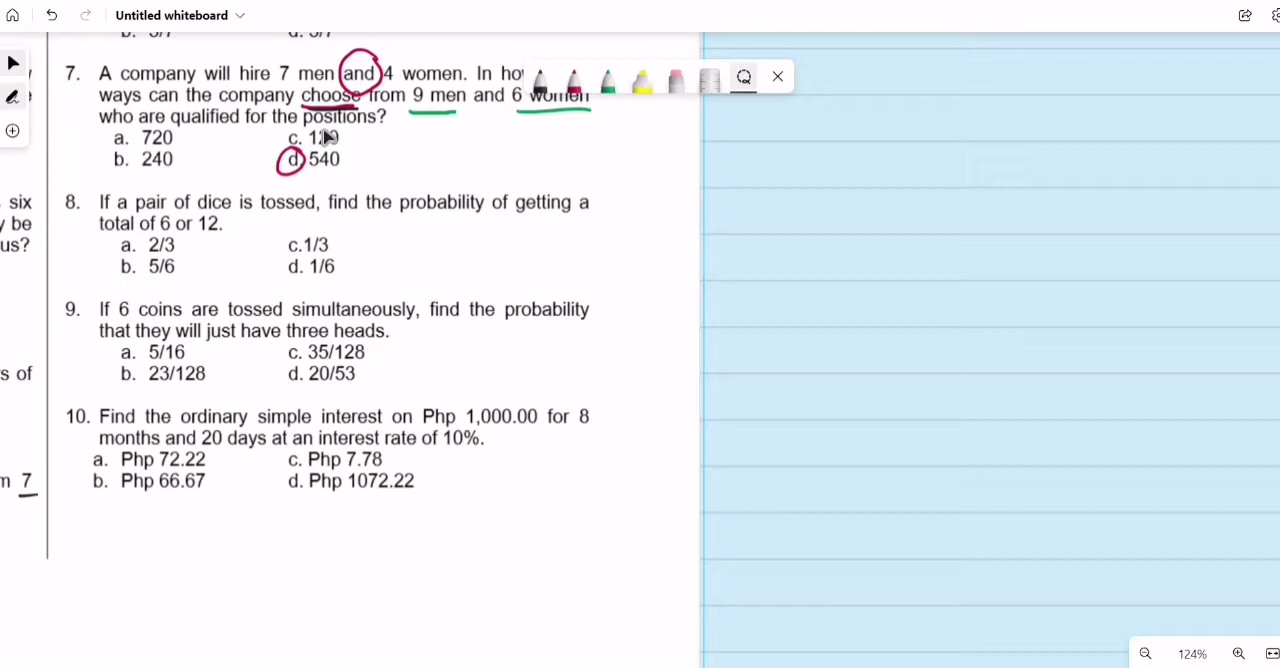 Untitled whiteboard
7. A company will hire 7 men and 4 women. In
ways can the company choose from 9 men and 6 women
who are qualified for the positions?
a. 720 c.
b. 240 d. 540
six
be
us?
8. If a pair of dice is tossed, find the probability of getting a
total of 6 or 12.
a. 2/3 c.1/3
b. 5/6 d. 1/6
9. If 6 coins are tossed simultaneously, find the probability
that they will just have three heads.
a. 5/16 c. 35/128
s of
b. 23/128 d. 20/53
10. Find the ordinary simple interest on Php 1,000.00 for 8
months and 20 days at an interest rate of 10%.
a. Php 72.22 c. Php 7.78
7
b. Php 66.67 d. Php 1072.22
124%